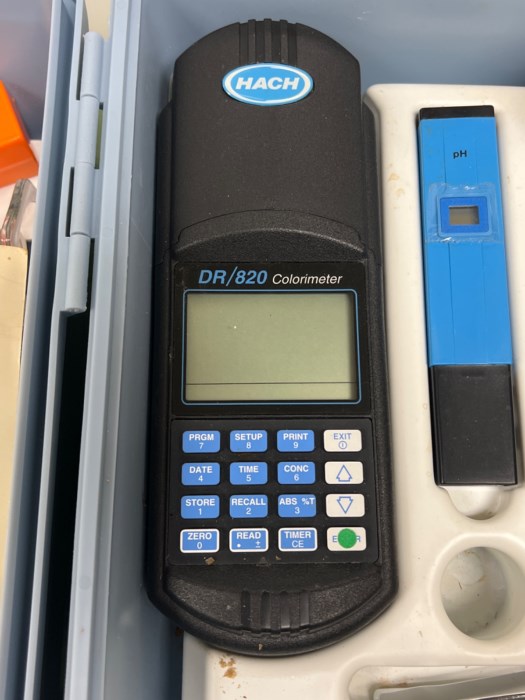 HACH
pH
DR/820 Colorimeter
PRGM SETUP PRINT EXIT
7 8 9
DATE TIME CONC
4 5 6
STORE RECALL ABS %T
1 2 3
ZERO READ TIMER
0 • ± CE